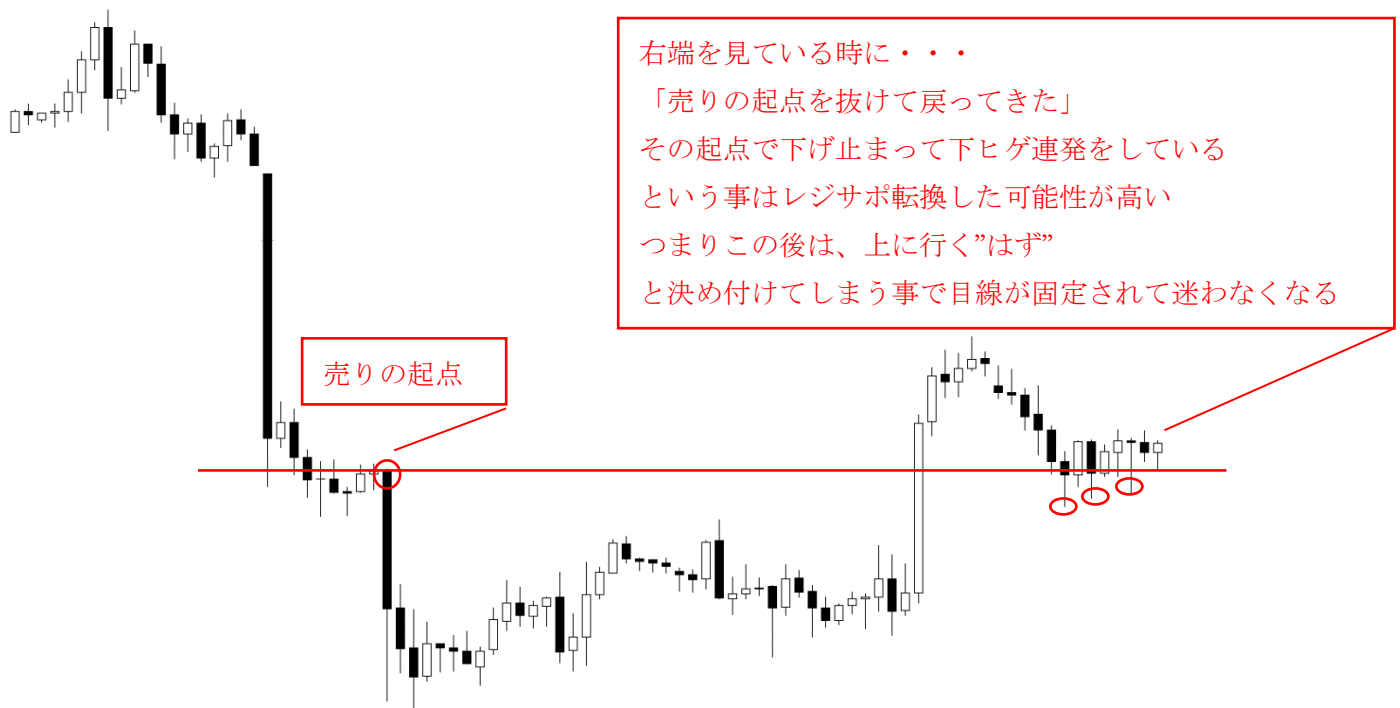 右端を見ている時に・・・
「売りの起点を抜けて戻ってきた」
その起点で下げ止まって下ヒゲ連発をしている
という事はレジサポ転換した可能性が高い
つまりこの後は、上に行く”はず”
と決め付けてしまう事で目線が固定されて迷わなくなる
売りの起点